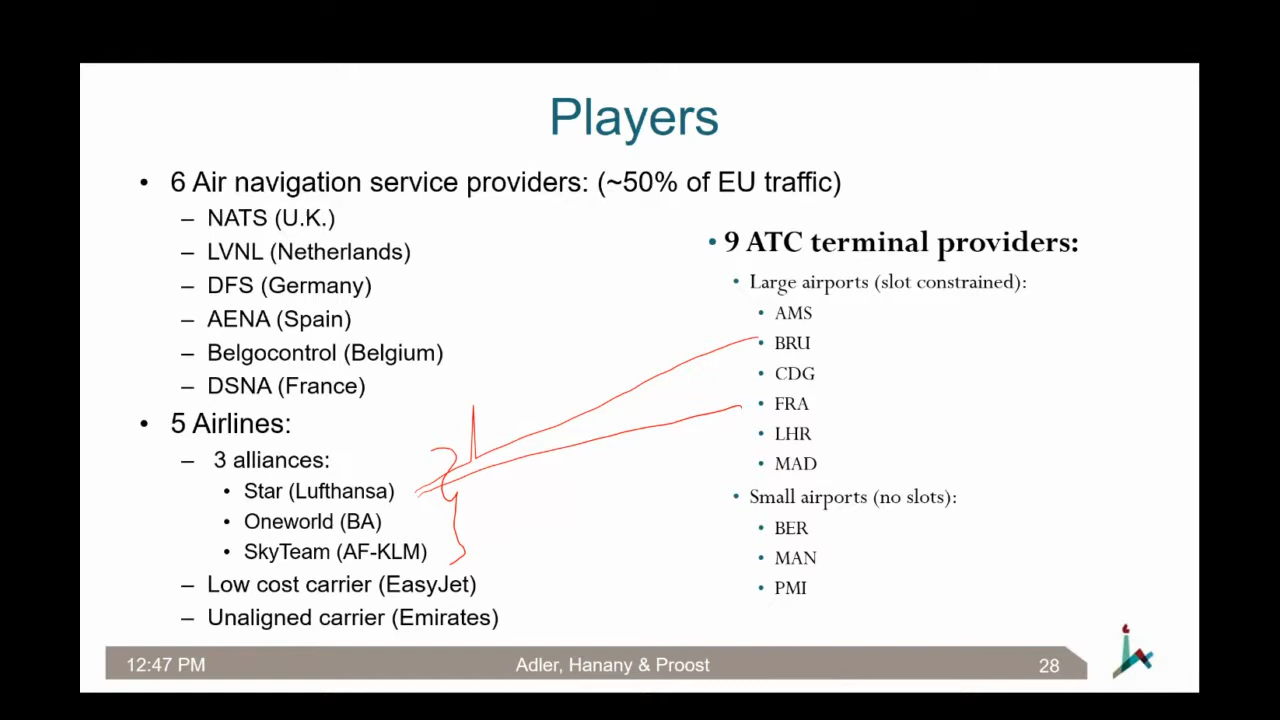 Players
• 6 Air navigation service providers: (~50% of EU traffic)
– NATS (U.K.)
– LVNL (Netherlands)
– DFS (Germany)
– AENA (Spain)
– Belgocontrol (Belgium)
– DSNA (France)
• 5 Airlines:
– 3 alliances:
• Star (Lufthansa)
• Oneworld (BA)
• SkyTeam (AF-KLM)
– Low cost carrier (EasyJet)
– Unaligned carrier (Emirates)
• 9 ATC terminal providers:
• Large airports (slot constrained):
• AMS
• BRU
• CDG
• FRA
• LHR
• MAD
• Small airports (no slots):
• BER
• MAN
• PMI
12:47 PM
Adler, Hanany & Proost
28